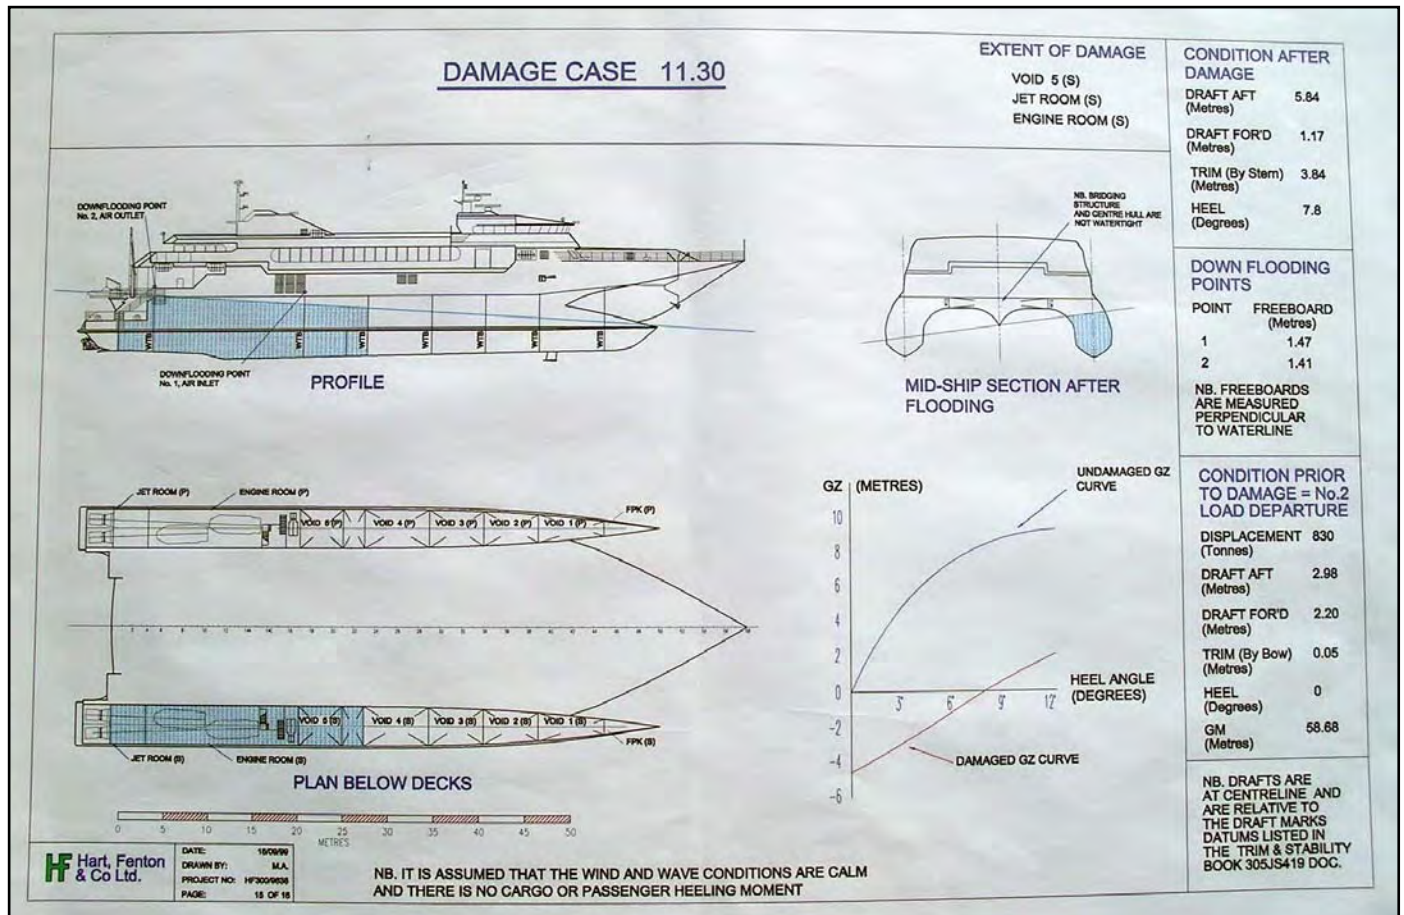 DAMAGE CASE 11.30
EXTENT OF DAMAGE
VOID 5 (S)
JET ROOM (S)
ENGINE ROOM (S)
CONDITION AFTER
DAMAGE
DRAFT AFT 5.84
(Metres)
DRAFT FOR'D 1.17
(Metres)
TRIM (By Stern) 3.84
(Metres)
HEEL 7.8
(Degrees)
DOWNFLOODING POINT
No. 2, AIR OUTLET
WTB WTB WTB WTB WTB WTB WTB
DOWNFLOODING POINT
No. 1, AIR INLET
PROFILE
NB. BRIDGING
STRUCTURE
AND CENTRE HULL ARE
NOT WATERTIGHT
MID-SHIP SECTION AFTER
FLOODING
DOWN FLOODING
POINTS
POINT FREEBOARD
(Metres)
1 1.47
2 1.41
NB. FREEBOARDS
ARE MEASURED
PERPENDICULAR
TO WATERLINE
JET ROOM (P) ENGINE ROOM (P) FPK (P)
VOID 5 (P) VOID 4 (P) VOID 3 (P) VOID 2 (P) VOID 1 (P)
VOID 5 (S) VOID 4 (S) VOID 3 (S) VOID 2 (S) VOID 1 (S)
JET ROOM (S) ENGINE ROOM (S) FPK (S)
PLAN BELOW DECKS
0 5 10 15 20 25 30 35 40 45 50
METRES
GZ (METRES)
UNDAMAGED GZ
CURVE
10
8
6
4
2
0
-2
-4
-6
3° 6° 9° 12°
HEEL ANGLE
(DEGREES)
DAMAGED GZ CURVE
CONDITION PRIOR
TO DAMAGE = No.2
LOAD DEPARTURE
DISPLACEMENT 830
(Tonnes)
DRAFT AFT 2.98
(Metres)
DRAFT FOR'D 2.20
(Metres)
TRIM (By Bow) 0.05
(Metres)
HEEL 0
(Degrees)
GM 58.68
(Metres)
NB. DRAFTS ARE
AT CENTRELINE AND
ARE RELATIVE TO
THE DRAFT MARKS
DATUMS LISTED IN
THE TRIM & STABILITY
BOOK 305JS419 DOC.
HF Hart, Fenton
& Co Ltd.
DATE:
DRAWN BY: M.A.
PROJECT NO:
PAGE: 15 OF 16
NB. IT IS ASSUMED THAT THE WIND AND WAVE CONDITIONS ARE CALM
AND THERE IS NO CARGO OR PASSENGER HEELING MOMENT